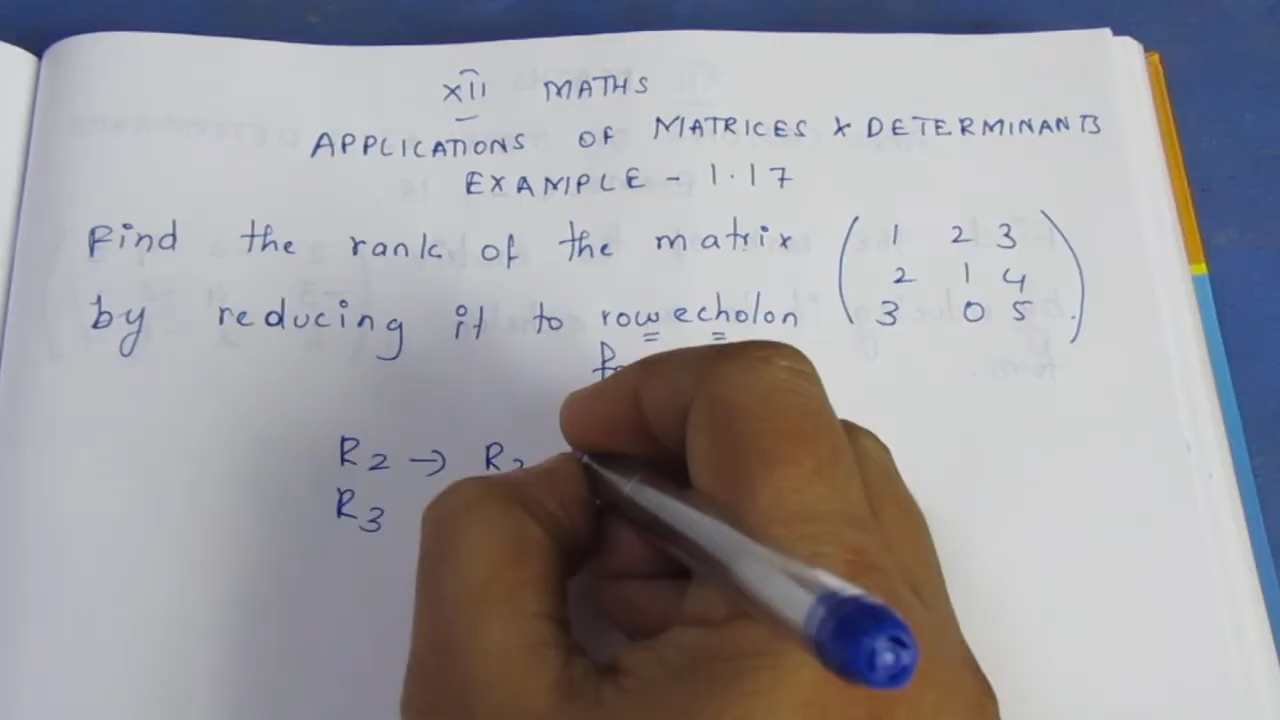 XII MATHS
APPLICATIONS OF MATRICES & DETERMINANTS
EXAMPLE - 1.17
Find the rank of the matrix
by reducing it to row echolon
1 2 3
2 1 4
3 0 5
R2 → R2
R3